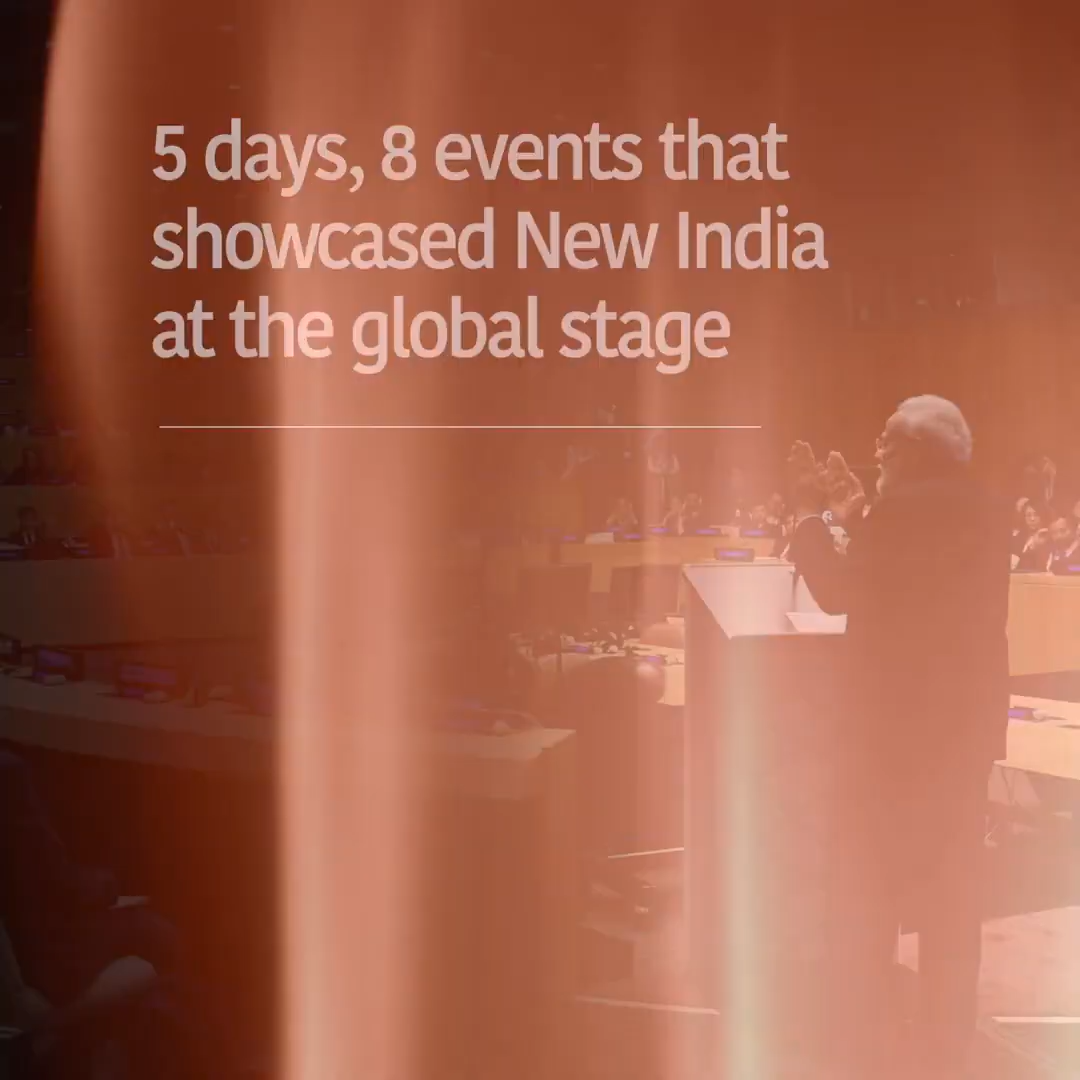 5 days, 8 events that
showcased New India
at the global stage